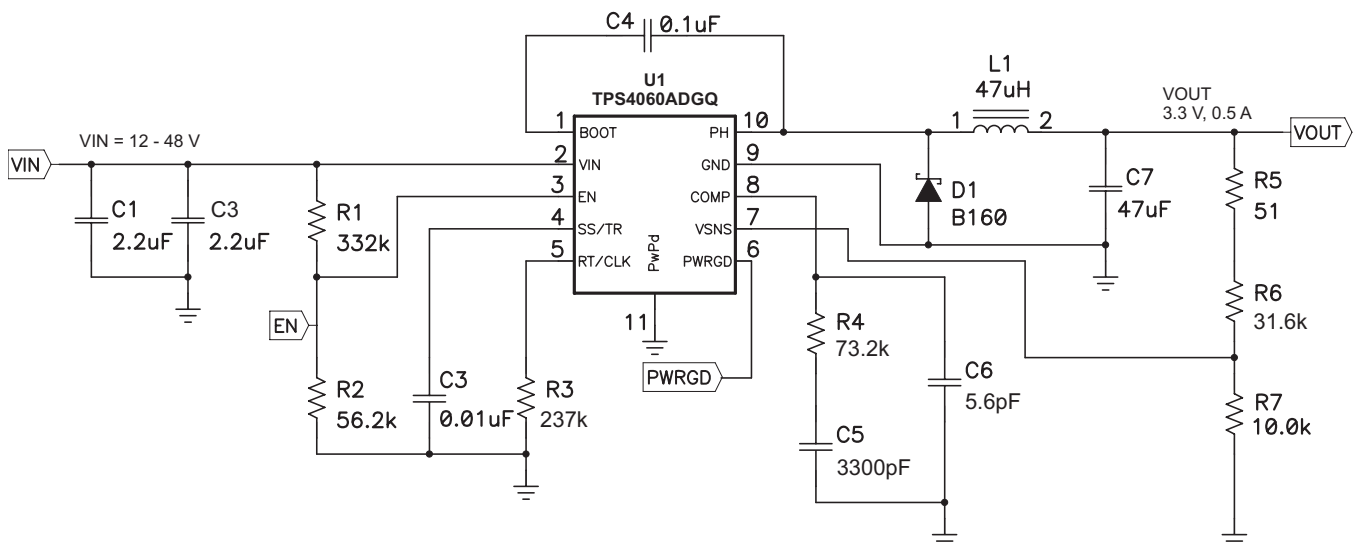 C4
0.1uF
U1
TPS4060ADGQ
L1
47uH
VOUT
3.3 V, 0.5 A
VIN = 12 - 48 V
1
BOOT
PH
10
1
2
VOUT
VIN
2
VIN
GND
9
3
EN
COMP
8
4
SS/TR
VSNS
7
5
RT/CLK
PwPd
PWRGD
6
11
C1
2.2uF
C3
2.2uF
R1
332k
D1
B160
C7
47uF
R5
51
EN
R4
73.2k
R6
31.6k
PWRGD
R2
56.2k
C3
0.01uF
R3
237k
C6
5.6pF
R7
10.0k
C5
3300pF